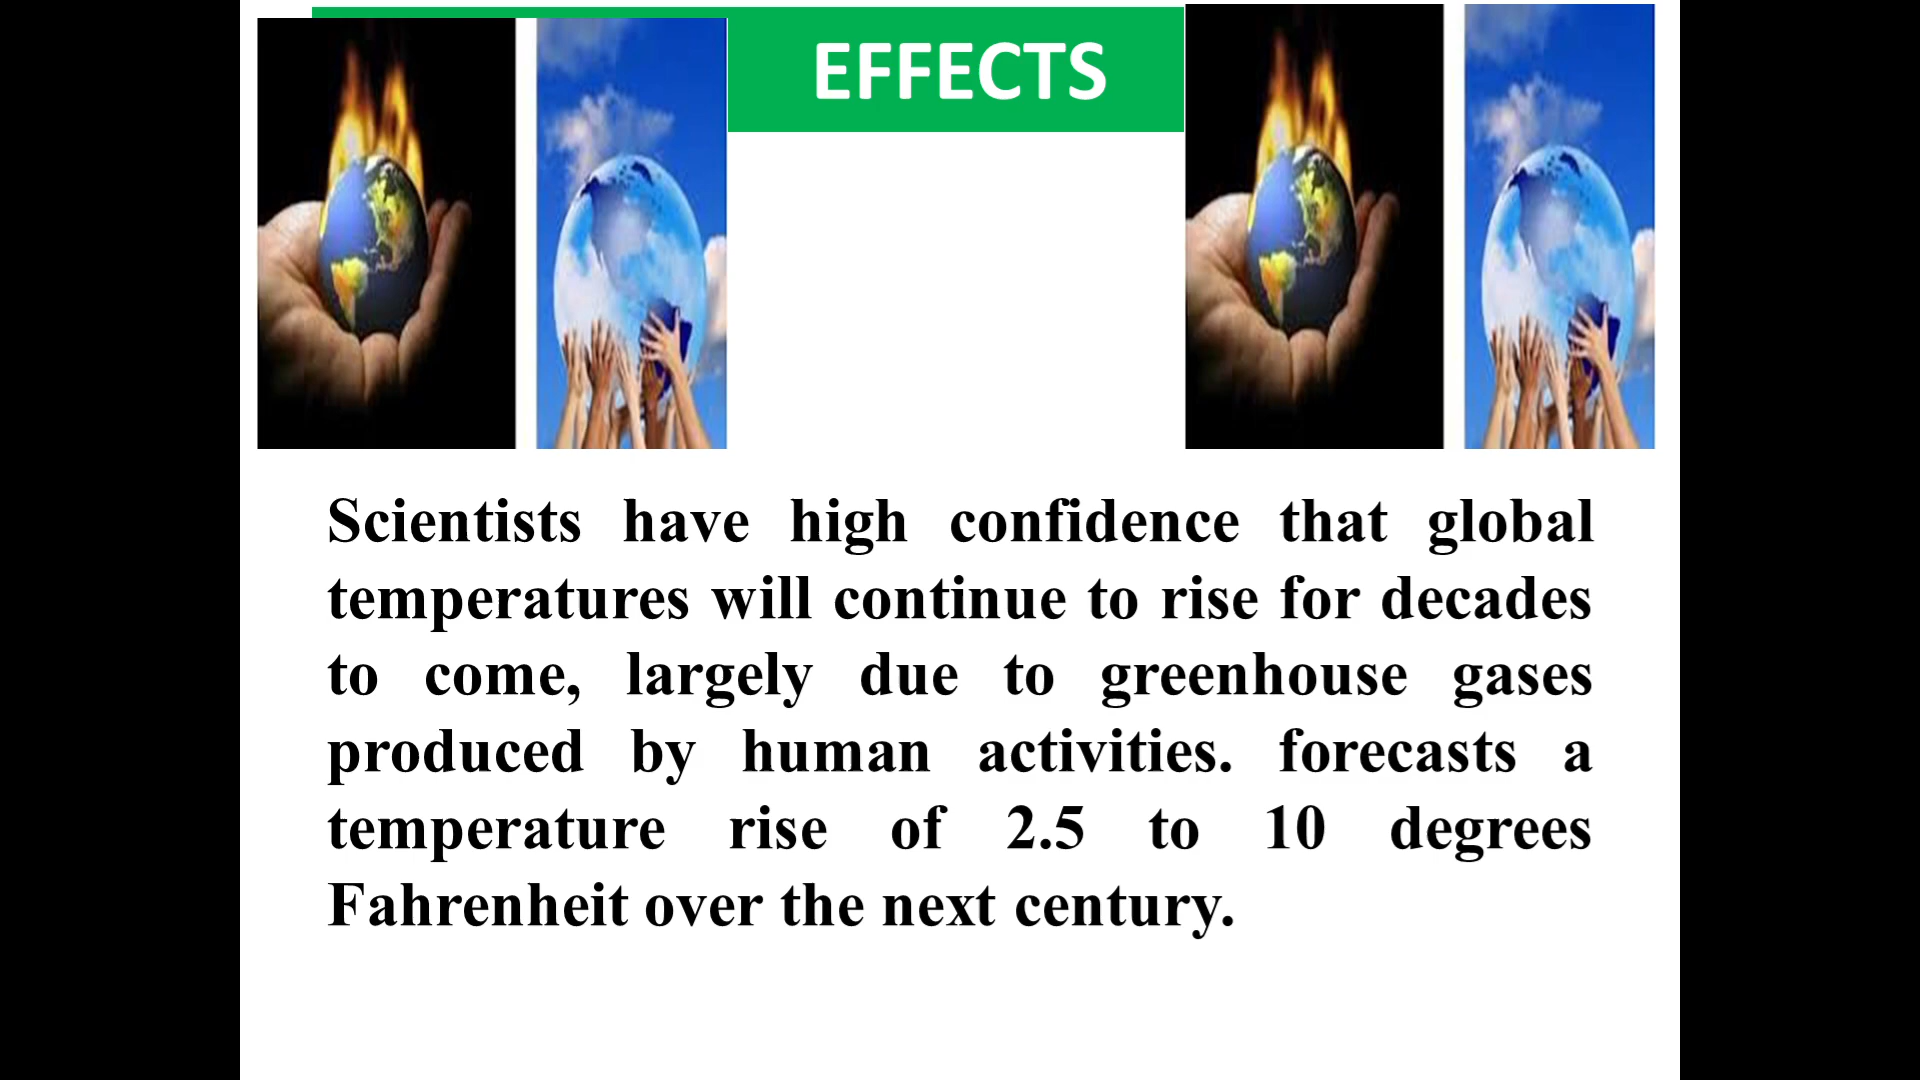 EFFECTS
Scientists have high confidence that global
temperatures will continue to rise for decades
to come, largely due to greenhouse gases
produced by human activities. forecasts a
temperature rise of 2.5 to 10 degrees
Fahrenheit over the next century.